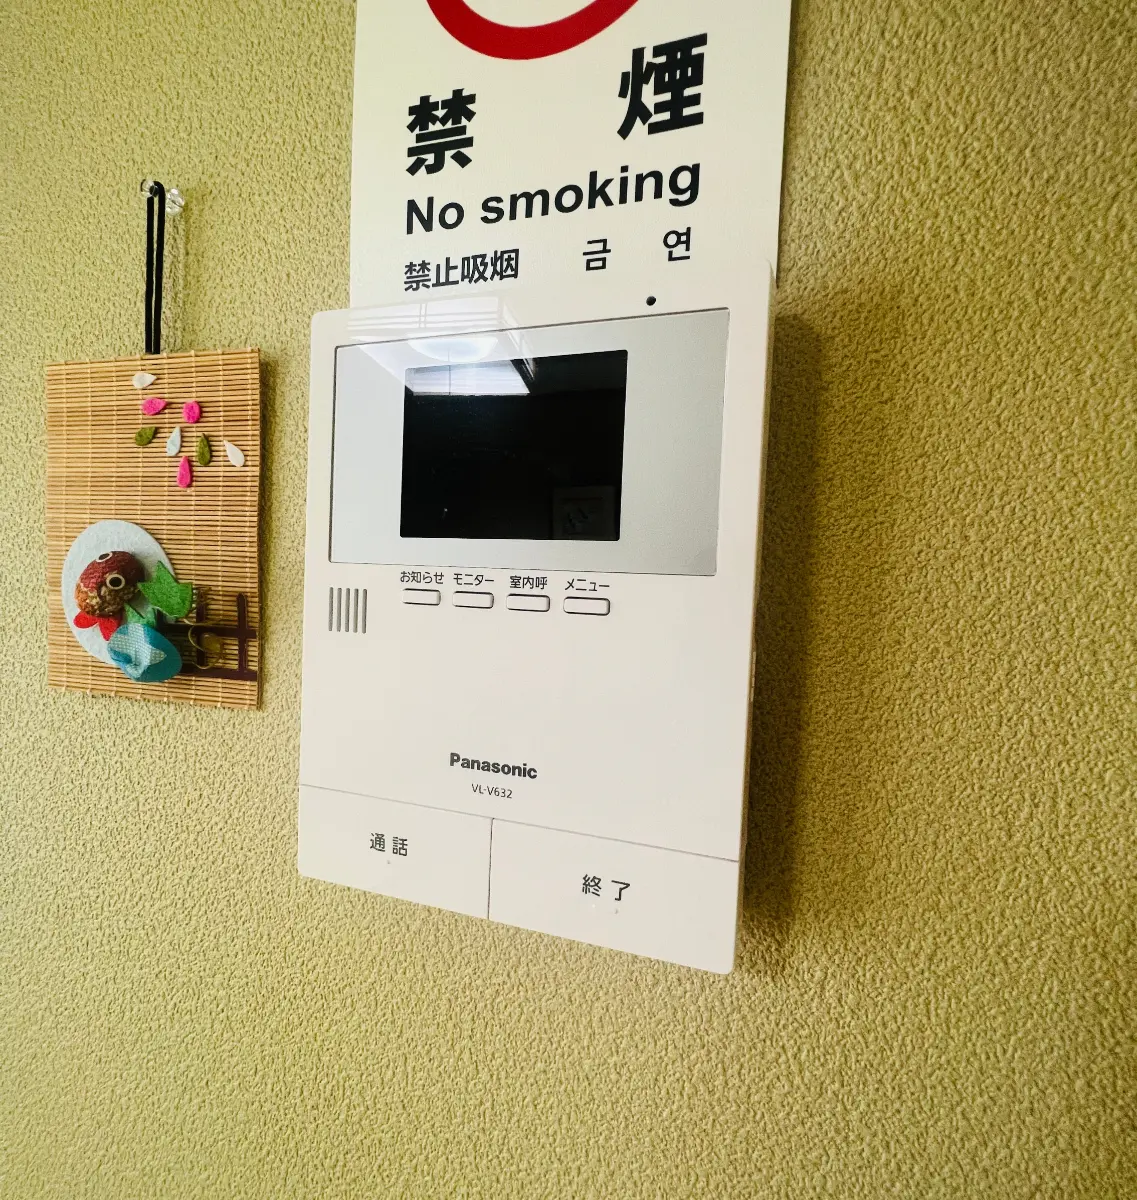 禁 煙
No smoking
禁止吸烟 금 연
お知らせ モニター 室内呼 メニュー
Panasonic
VL-V632
通話 終了